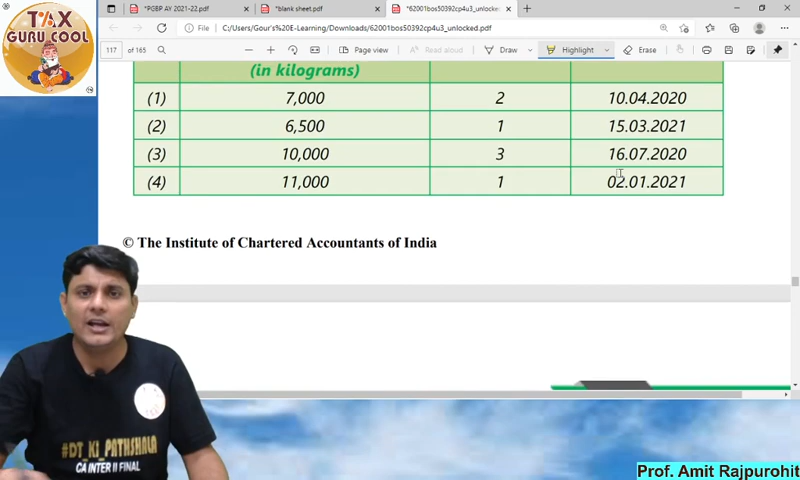 TAX
GURU COOL
*PGBP AY 2021-22.pdf
*blank sheet.pdf
*62001bos50392cp4u3_unlocked.
File
C:/Users/Gour's%20E-Learning/Downloads/62001bos50392cp4u3_unlocked.pdf
117 of 165
Page view
Read aloud
Draw
Highlight
Erase
(in kilograms)
(1) 7,000 2 10.04.2020
(2) 6,500 1 15.03.2021
(3) 10,000 3 16.07.2020
(4) 11,000 1 02.01.2021
© The Institute of Chartered Accountants of India
#DT_KI_PATHSHALA
CA INTER II FINAL
Prof. Amit Rajpurohit